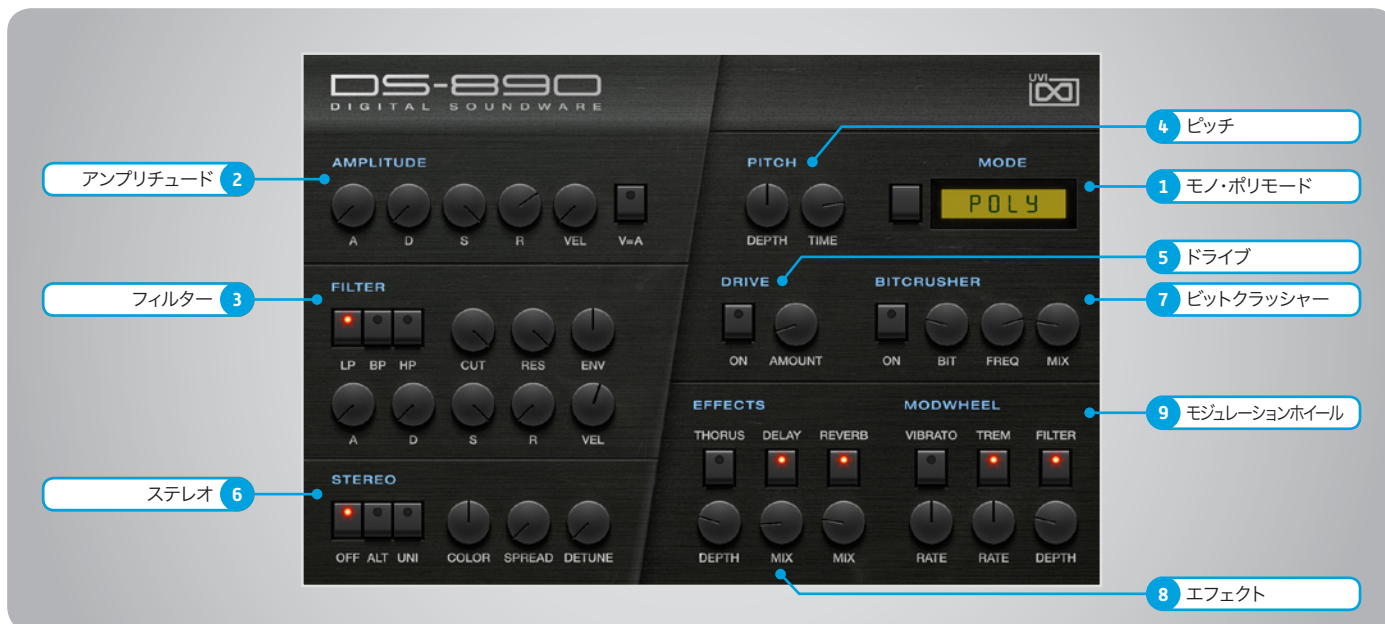 DS-890
DIGITAL SOUNDWARE
UVI
アンプリチュード 2
フィルター 3
ステレオ 6
4 ピッチ
1 モノ・ポリモード
5 ドライブ
7 ビットクラッシャー
9 モジュレーションホイール
8 エフェクト
AMPLITUDE
A D S R VEL V=A
FILTER
LP BP HP CUT RES ENV
A D S R VEL
STEREO
OFF ALT UNI COLOR SPREAD DETUNE
PITCH
DEPTH TIME
MODE
POLY
DRIVE
ON AMOUNT
BITCRUSHER
ON BIT FREQ MIX
EFFECTS
THORUS DELAY REVERB
DEPTH MIX MIX
MODWHEEL
VIBRATO TREM FILTER
RATE RATE DEPTH